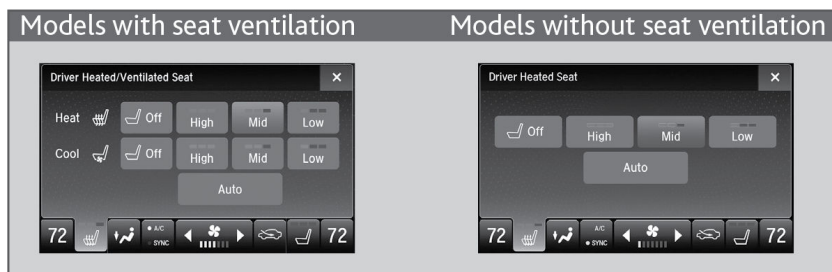 Models with seat ventilation
Driver Heated/Ventilated Seat ×
Heat Off High Mid Low
Cool Off High Mid Low
Auto
72 A/C SYNC 72
Models without seat ventilation
Driver Heated Seat ×
Off High Mid Low
Auto
72 A/C SYNC 72